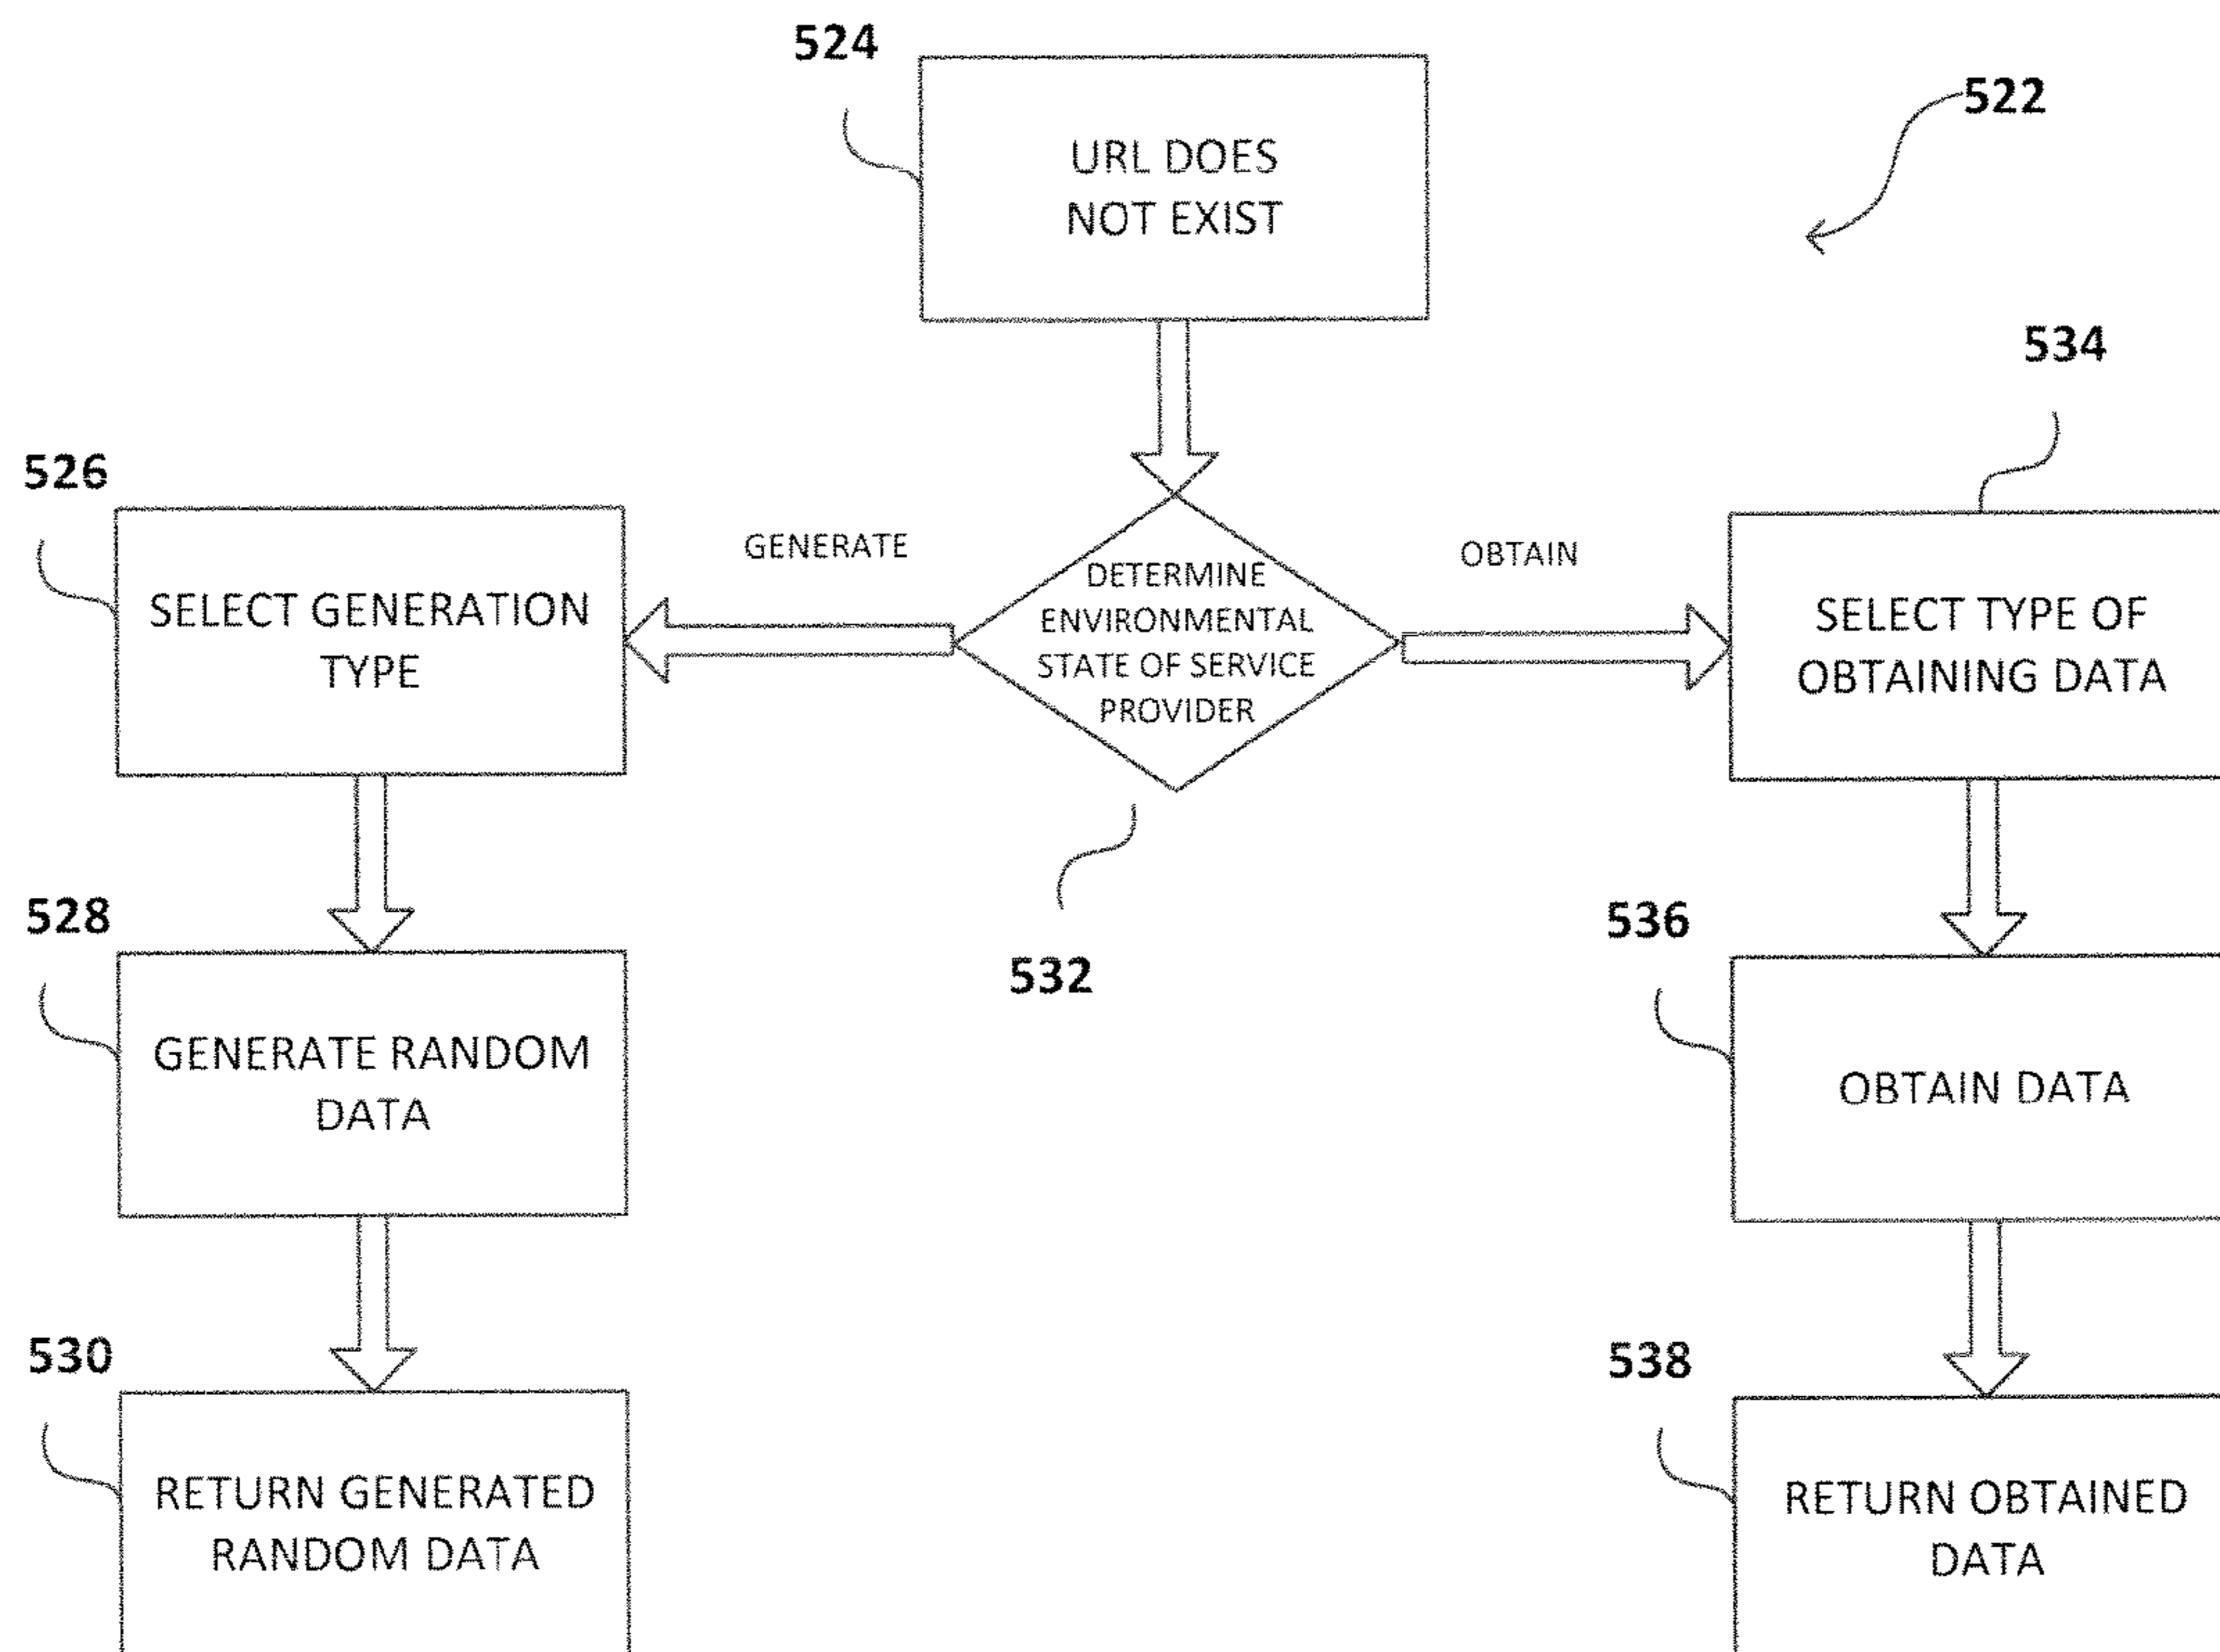 524
URL DOES
NOT EXIST
522
534
526
SELECT GENERATION
TYPE
GENERATE
DETERMINE
ENVIRONMENTAL
STATE OF SERVICE
PROVIDER
OBTAIN
SELECT TYPE OF
OBTAINING DATA
532
528
GENERATE RANDOM
DATA
536
OBTAIN DATA
530
RETURN GENERATED
RANDOM DATA
538
RETURN OBTAINED
DATA